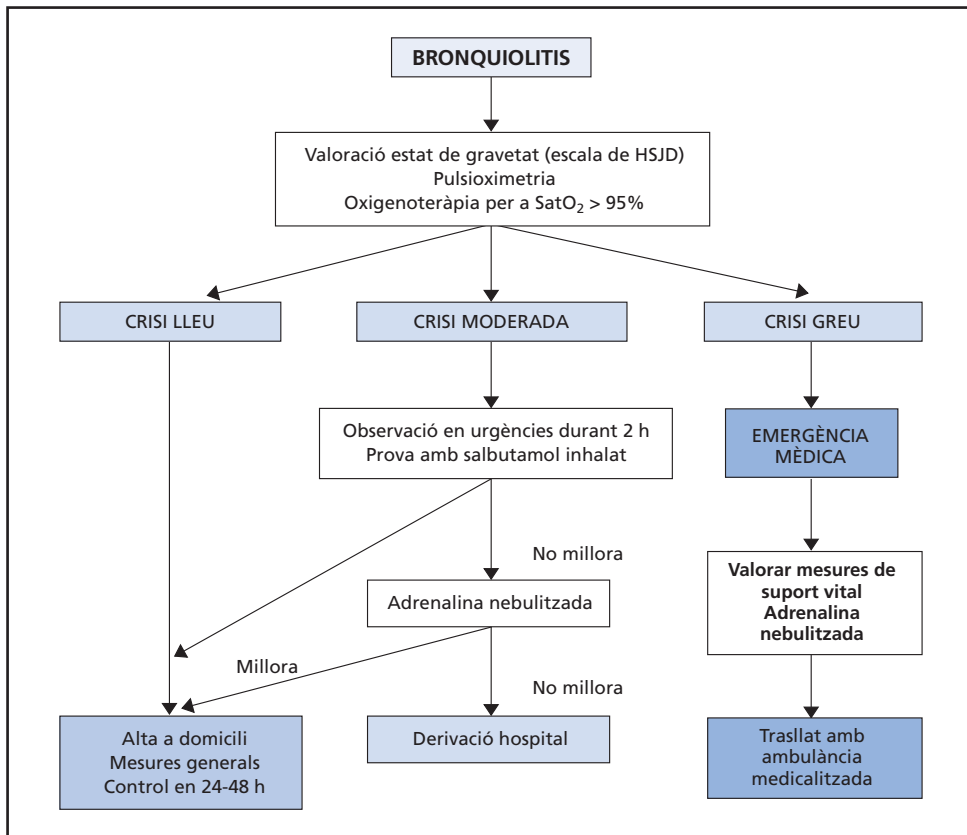 BRONQUIOLITIS
Valoració estat de gravetat (escala de HSJD)
Pulsioximetria
Oxigenoteràpia per a SatO₂ > 95%
CRISI LLEU
CRISI MODERADA
CRISI GREU
Observació en urgències durant 2 h
Prova amb salbutamol inhalat
EMERGÈNCIA
MÈDICA
No millora
Adrenalina nebulitzada
Valorar mesures de
suport vital
Adrenalina
nebulitzada
Millora
No millora
Alta a domicili
Mesures generals
Control en 24-48 h
Derivació hospital
Trasllat amb
ambulància
medicalitzada